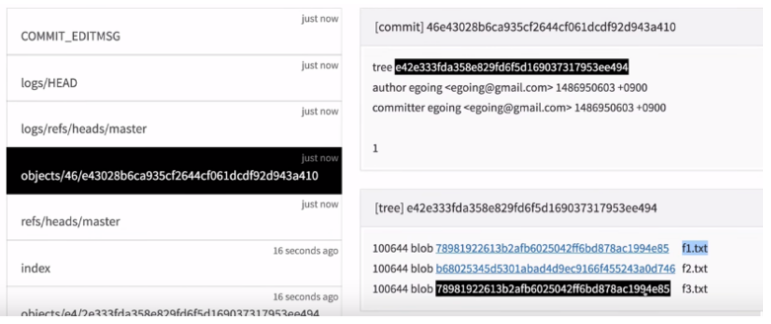 just now
COMMIT_EDITMSG
just now
logs/HEAD
just now
logs/refs/heads/master
just now
objects/46/e43028b6ca935cf2644cf061dcdf92d943a410
just now
refs/heads/master
16 seconds ago
index
16 seconds ago
objects/e4/2e333fda358e829fd6f5d169037317953ee494
[commit] 46e43028b6ca935cf2644cf061dcdf92d943a410
tree e42e333fda358e829fd6f5d169037317953ee494
author egoing <egoing@gmail.com> 1486950603 +0900
committer egoing <egoing@gmail.com> 1486950603 +0900
1
[tree] e42e333fda358e829fd6f5d169037317953ee494
100644 blob 78981922613b2afb6025042ff6bd878ac1994e85 f1.txt
100644 blob b68025345d5301abad4d9ec9166f455243a0d746 f2.txt
100644 blob 78981922613b2afb6025042ff6bd878ac1994e85 f3.txt